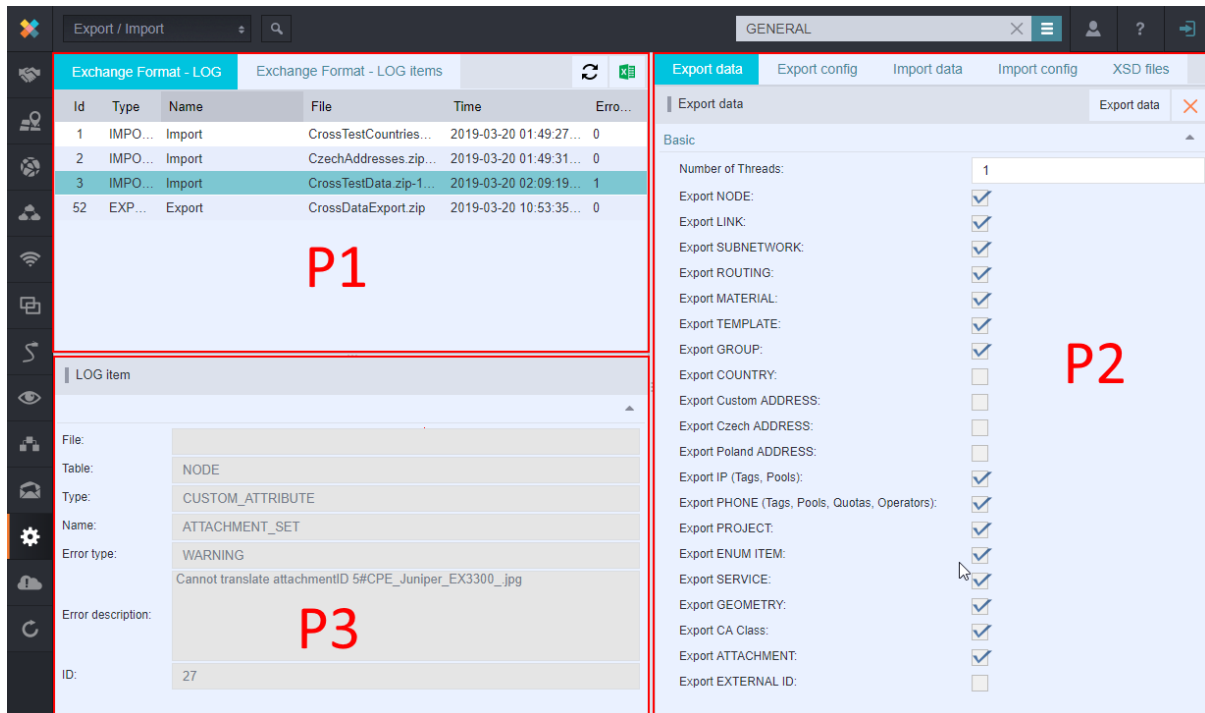 Export / Import
GENERAL
?
Exchange Format - LOG
Exchange Format - LOG items
Id Type Name File Time Erro...
1 IMPO... Import CrossTestCountries... 2019-03-20 01:49:27... 0
2 IMPO... Import CzechAddresses.zip... 2019-03-20 01:49:31... 0
3 IMPO... Import CrossTestData.zip-1... 2019-03-20 02:09:19... 1
52 EXP... Export CrossDataExport.zip 2019-03-20 10:53:35... 0
P1
LOG item
File:
Table: NODE
Type: CUSTOM_ATTRIBUTE
Name: ATTACHMENT_SET
Error type: WARNING
Error description: Cannot translate attachmentID 5#CPE_Juniper_EX3300_.jpg
P3
ID: 27
Export data
Export config
Import data
Import config
XSD files
Export data
Export data
Basic
Number of Threads: 1
Export NODE:
Export LINK:
Export SUBNETWORK:
Export ROUTING:
Export MATERIAL:
Export TEMPLATE:
Export GROUP:
P2
Export COUNTRY:
Export Custom ADDRESS:
Export Czech ADDRESS:
Export Poland ADDRESS:
Export IP (Tags, Pools):
Export PHONE (Tags, Pools, Quotas, Operators):
Export PROJECT:
Export ENUM ITEM:
Export SERVICE:
Export GEOMETRY:
Export CA Class:
Export ATTACHMENT:
Export EXTERNAL ID: